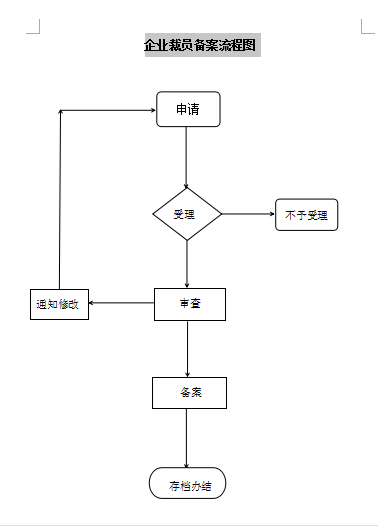 企业裁员备案流程图
申请
受理
不予受理
通知修改
审查
备案
存档办结